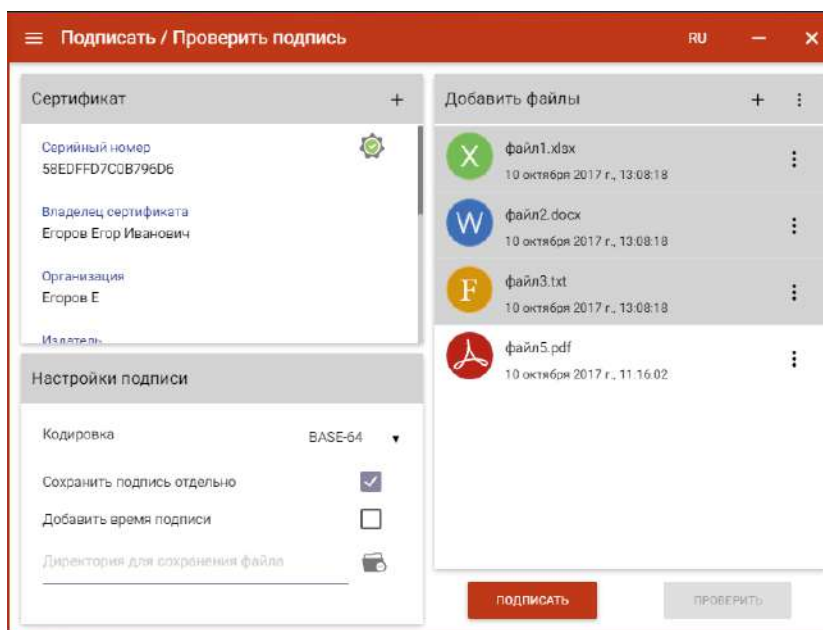 Подписать / Проверить подпись
RU
Сертификат
Серийный номер
58EDFFD7C0B796D6
Владелец сертификата
Егоров Егор Иванович
Организация
Егоров Е
Издатель
Настройки подписи
Кодировка
BASE-64
Сохранить подпись отдельно
Добавить время подписи
Директория для сохранения файла
Добавить файлы
X
файл1.xlsx
10 октября 2017 г., 13:08:18
W
файл2.docx
10 октября 2017 г., 13:08:18
F
файл3.txt
10 октября 2017 г., 13:08:18
файл5.pdf
10 октября 2017 г., 11:16:02
ПОДПИСАТЬ
ПРОВЕРИТЬ